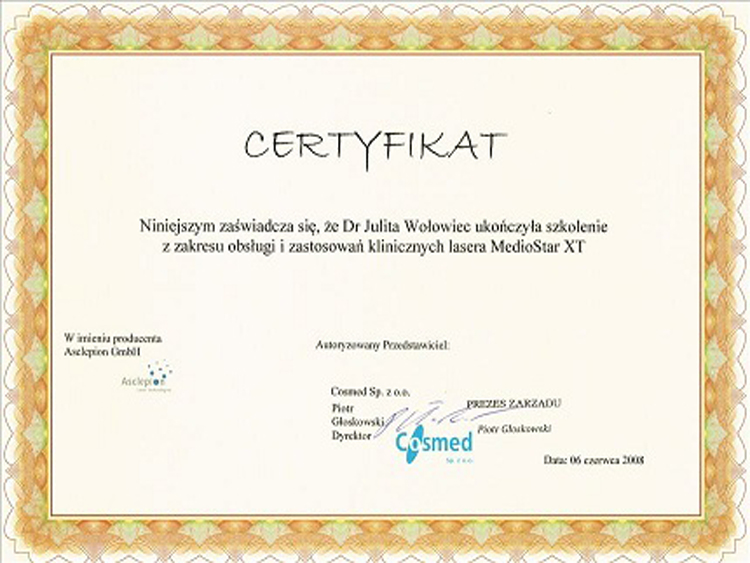 CERTYFIKAT
Niniejszym zaświadcza się, że Dr Julita Wołowiec ukończyła szkolenie
z zakresu obsługi i zastosowań klinicznych lasera MedioStar XT
W imieniu producenta
Asclepion GmbH
Asclepion
Autoryzowany Przedstawiciel:
Cosmed Sp. z o.o.
Piotr
Głoskowski
Dyrektor
PREZES ZARZĄDU
Piotr Głoskowski
Cosmed
Sp. z o.o.
Data: 06 czerwca 2008